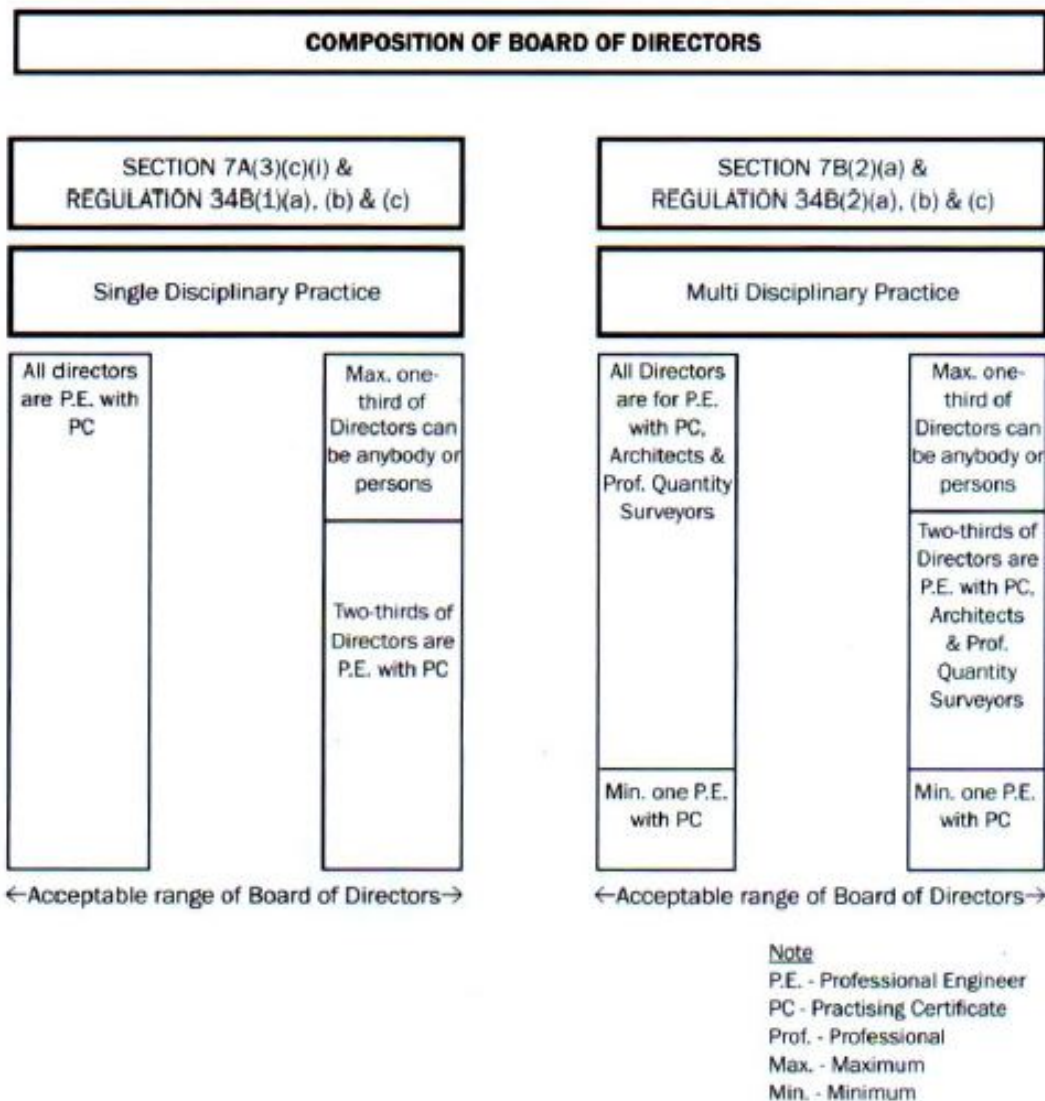 COMPOSITION OF BOARD OF DIRECTORS
SECTION 7A(3)(c)(i) &
REGULATION 34B(1)(a), (b) & (c)
Single Disciplinary Practice
All directors
are P.E. with
PC
Max. one-
third of
Directors can
be anybody or
persons
Two-thirds of
Directors are
P.E. with PC
←Acceptable range of Board of Directors→
SECTION 7B(2)(a) &
REGULATION 34B(2)(a), (b) & (c)
Multi Disciplinary Practice
All Directors
are for P.E.
with PC,
Architects &
Prof. Quantity
Surveyors
Min. one P.E.
with PC
Max. one-
third of
Directors can
be anybody or
persons
Two-thirds of
Directors are
P.E. with PC,
Architects
& Prof.
Quantity
Surveyors
Min. one P.E.
with PC
←Acceptable range of Board of Directors→
Note
P.E. - Professional Engineer
PC - Practising Certificate
Prof. - Professional
Max. - Maximum
Min. - Minimum